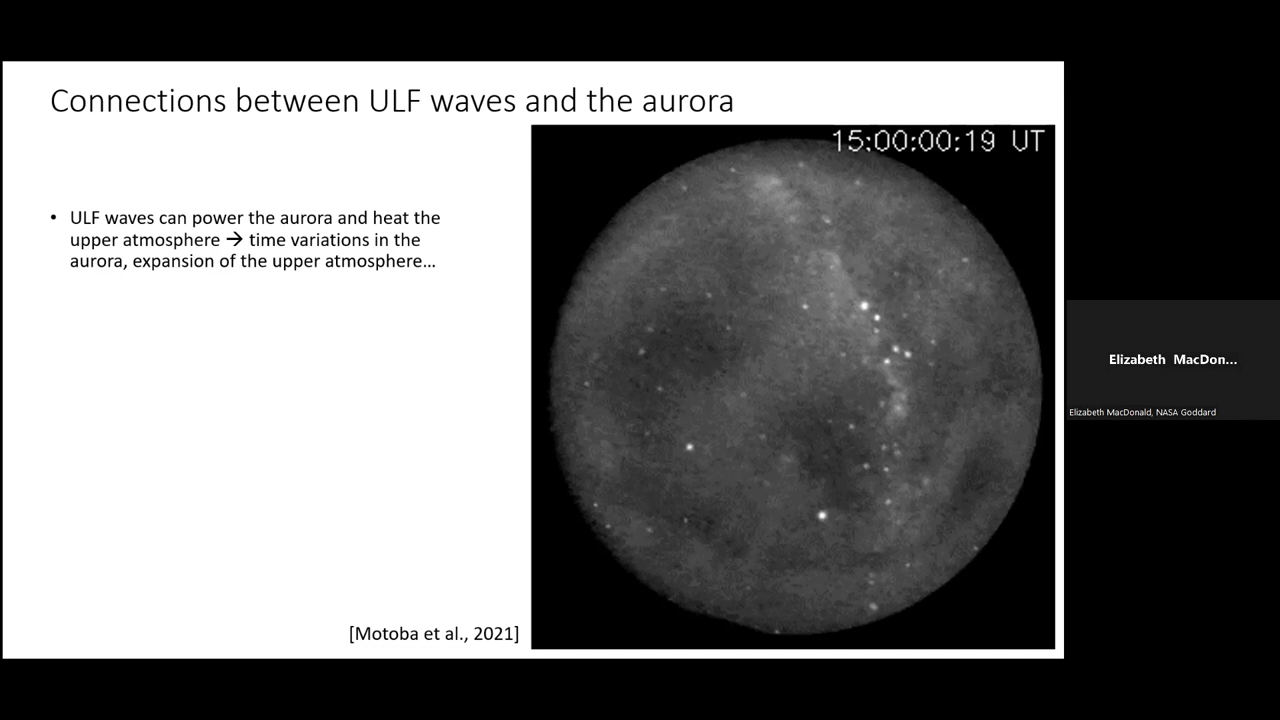 Connections between ULF waves and the aurora
15:00:00:19 UT
• ULF waves can power the aurora and heat the
upper atmosphere → time variations in the
aurora, expansion of the upper atmosphere...
Elizabeth MacDon...
Elizabeth MacDonald, NASA Goddard
[Motoba et al., 2021]